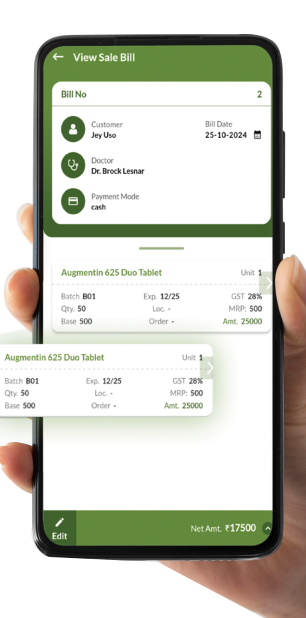 ← View Sale Bill
Bill No 2
Customer Bill Date
Jey Uso 25-10-2024
Doctor
Dr. Brock Lesnar
Payment Mode
cash
Augmentin 625 Duo Tablet Unit 1
Batch B01 Exp. 12/25 GST 28%
Qty. 50 Loc. - MRP: 500
Base 500 Order - Amt. 25000
Augmentin 625 Duo Tablet Unit 1
Batch B01 Exp. 12/25 GST 28%
Qty. 50 Loc. - MRP: 500
Base 500 Order - Amt. 25000
Edit Net Amt. ₹17500